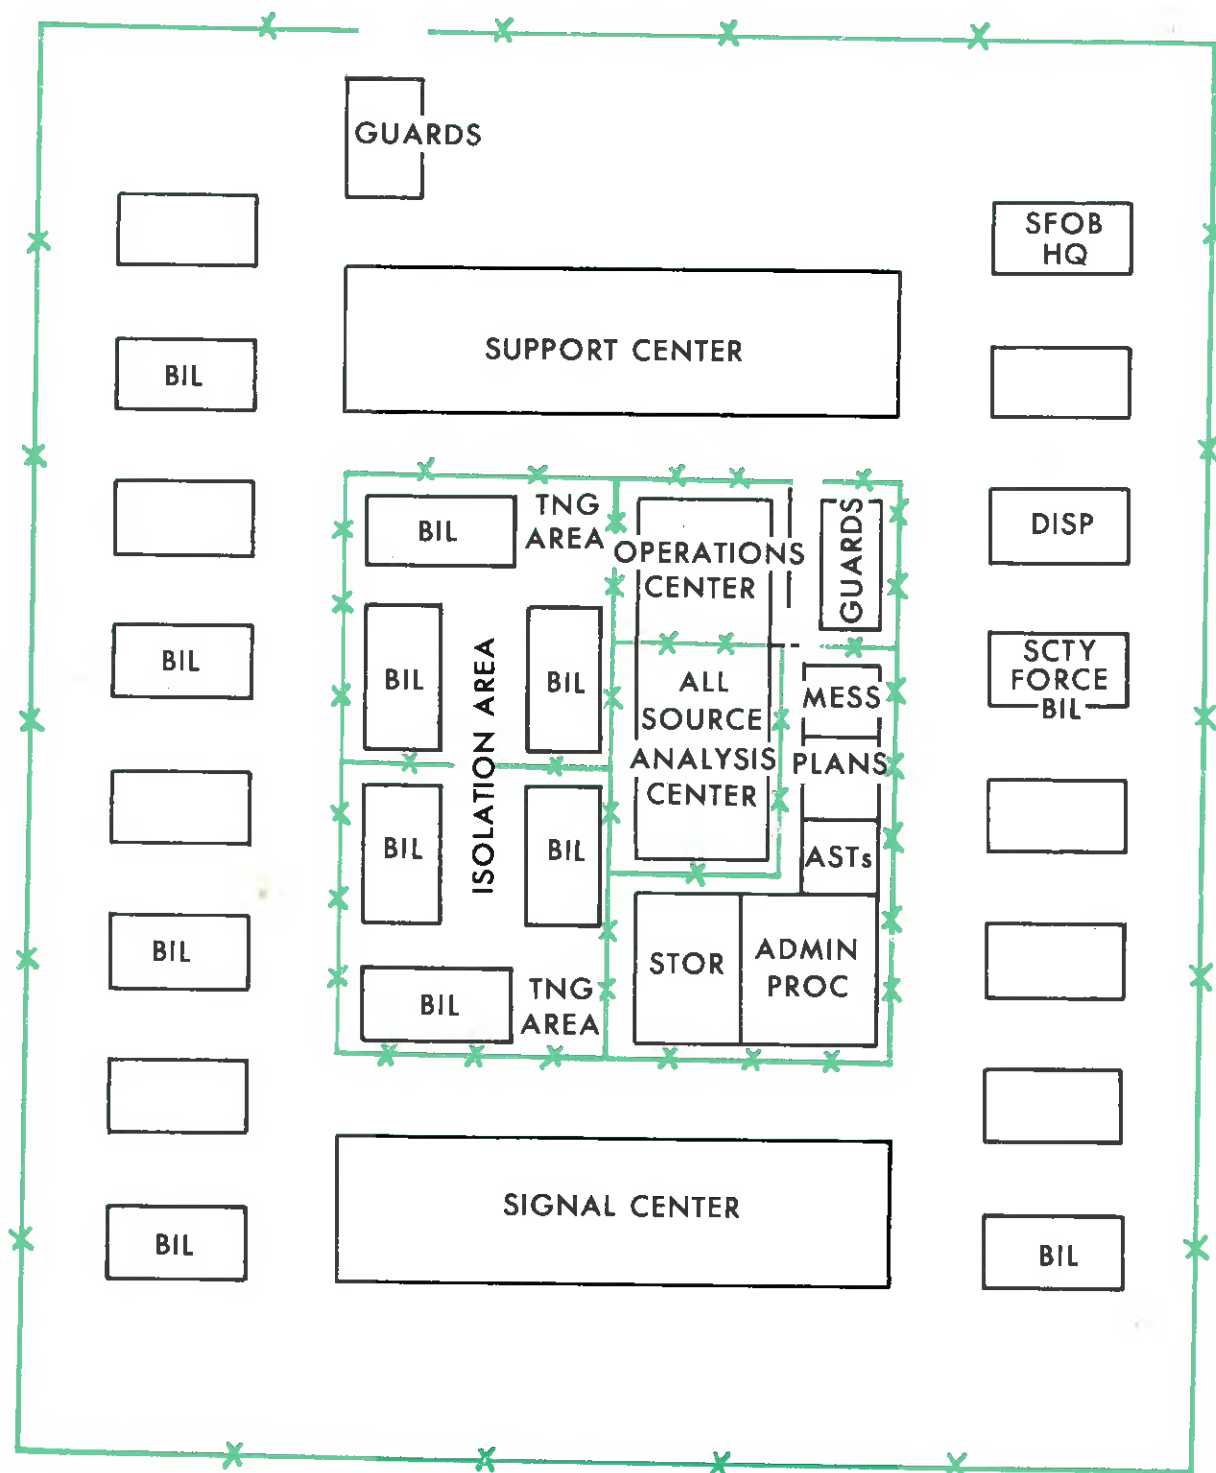 GUARDS
SFOB
HQ
SUPPORT CENTER
BIL
BIL
TNG
AREA
OPERATIONS
CENTER
GUARDS
DISP
BIL
BIL
ISOLATION AREA
BIL
ALL
SOURCE
ANALYSIS
CENTER
MESS
PLANS
ASTs
SCTY
FORCE
BIL
BIL
BIL
BIL
BIL
TNG
AREA
STOR
ADMIN
PROC
BIL
SIGNAL CENTER
BIL